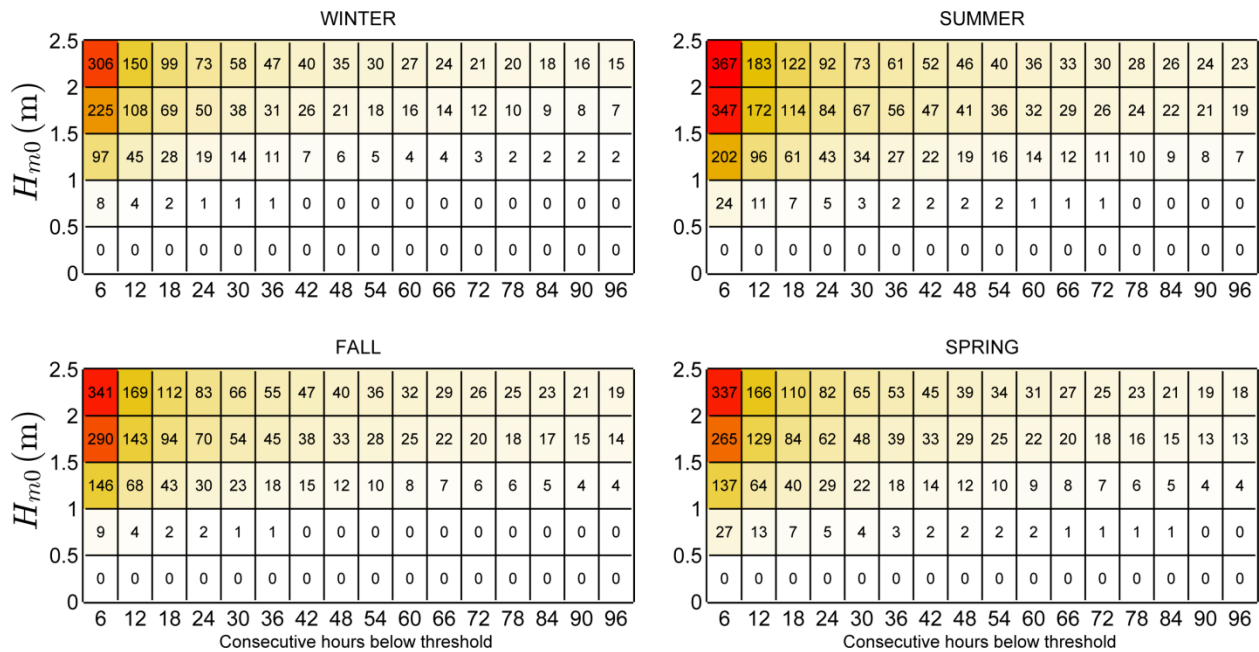 WINTER
2.5
306 150 99 73 58 47 40 35 30 27 24 21 20 18 16 15
2
225 108 69 50 38 31 26 21 18 16 14 12 10 9 8 7
1.5
97 45 28 19 14 11 7 6 5 4 4 3 2 2 2 2
1
8 4 2 1 1 1 0 0 0 0 0 0 0 0 0 0
0.5
0 0 0 0 0 0 0 0 0 0 0 0 0 0 0 0
0
6 12 18 24 30 36 42 48 54 60 66 72 78 84 90 96
H_{m0} (m)
SUMMER
2.5
367 183 122 92 73 61 52 46 40 36 33 30 28 26 24 23
2
347 172 114 84 67 56 47 41 36 32 29 26 24 22 21 19
1.5
202 96 61 43 34 27 22 19 16 14 12 11 10 9 8 7
1
24 11 7 5 3 2 2 2 2 1 1 1 0 0 0 0
0.5
0 0 0 0 0 0 0 0 0 0 0 0 0 0 0 0
0
6 12 18 24 30 36 42 48 54 60 66 72 78 84 90 96
FALL
2.5
341 169 112 83 66 55 47 40 36 32 29 26 25 23 21 19
2
290 143 94 70 54 45 38 33 28 25 22 20 18 17 15 14
1.5
146 68 43 30 23 18 15 12 10 8 7 6 6 5 4 4
1
9 4 2 2 1 1 0 0 0 0 0 0 0 0 0 0
0.5
0 0 0 0 0 0 0 0 0 0 0 0 0 0 0 0
0
6 12 18 24 30 36 42 48 54 60 66 72 78 84 90 96
Consecutive hours below threshold
H_{m0} (m)
SPRING
2.5
337 166 110 82 65 53 45 39 34 31 27 25 23 21 19 18
2
265 129 84 62 48 39 33 29 25 22 20 18 16 15 13 13
1.5
137 64 40 29 22 18 14 12 10 9 8 7 6 5 4 4
1
27 13 7 5 4 3 2 2 2 2 1 1 1 1 0 0
0.5
0 0 0 0 0 0 0 0 0 0 0 0 0 0 0 0
0
6 12 18 24 30 36 42 48 54 60 66 72 78 84 90 96
Consecutive hours below threshold